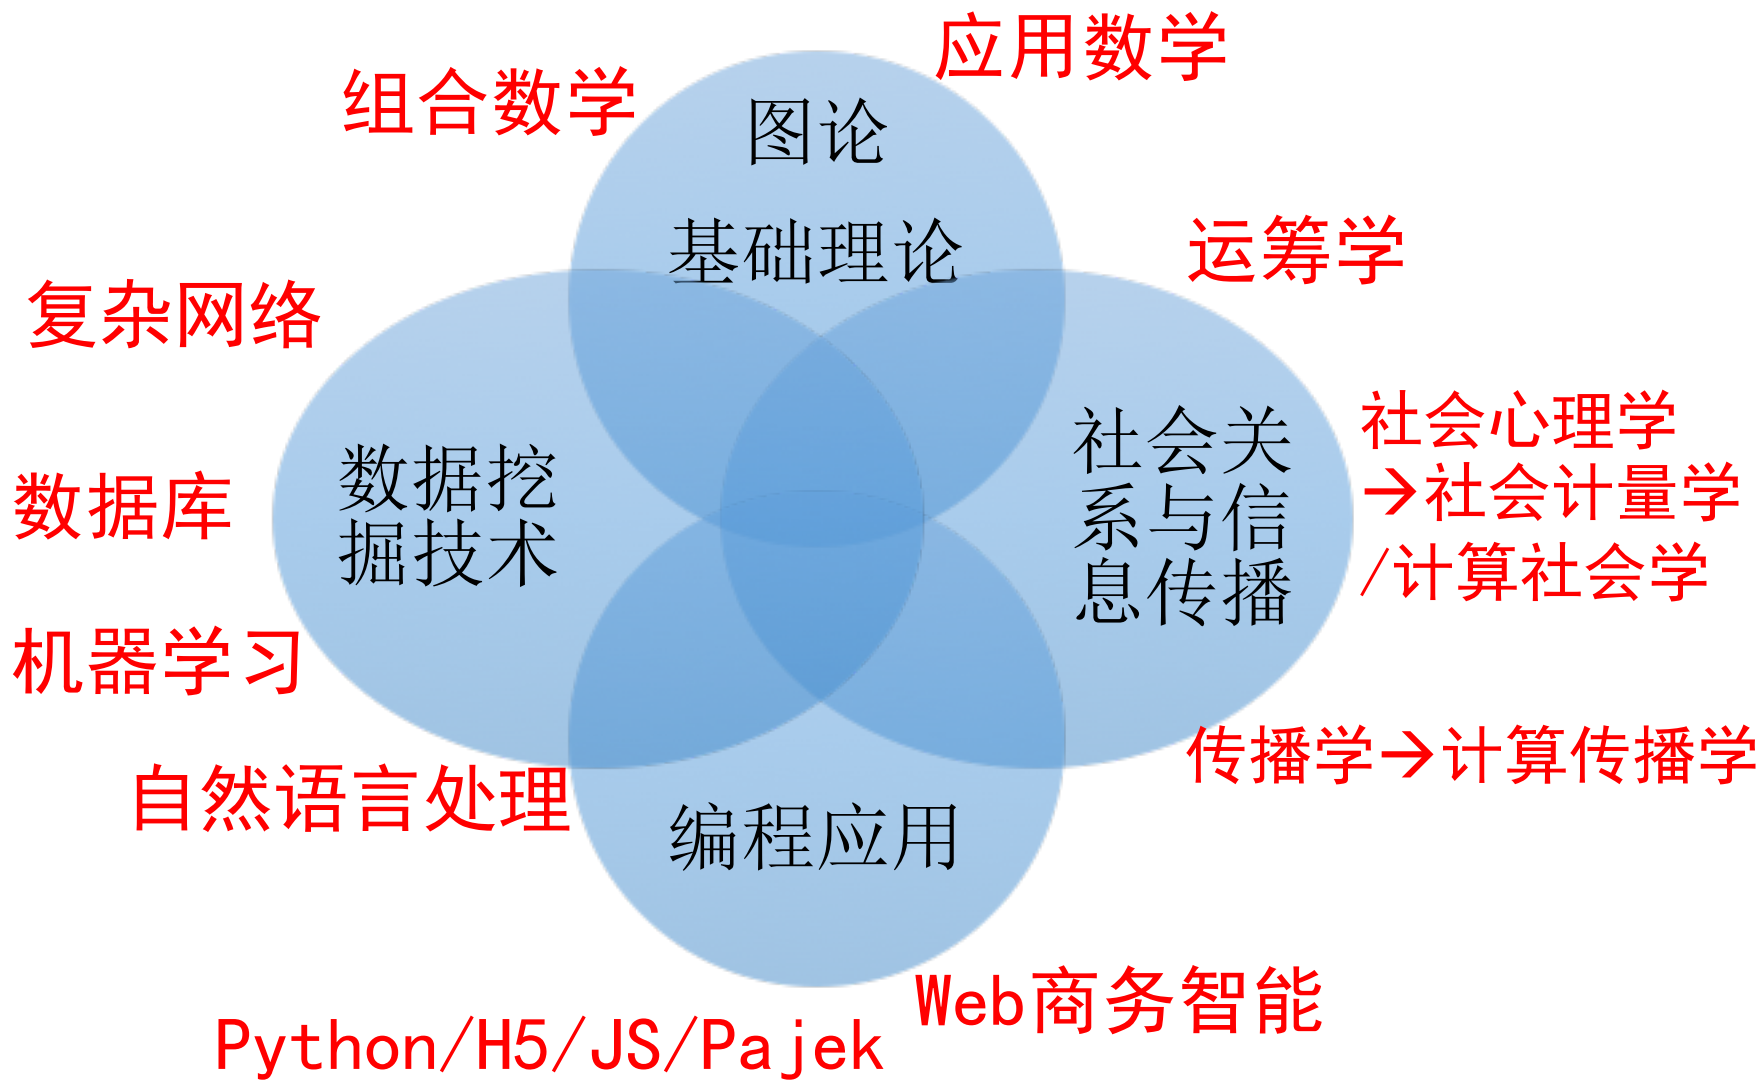 应用数学
组合数学
图论
基础理论
运筹学
复杂网络
社会心理学
→社会计量学
/计算社会学
社会关
系与信
息传播
数据挖
掘技术
数据库
机器学习
传播学→计算传播学
自然语言处理
编程应用
Web商务智能
Python/H5/JS/Pajek